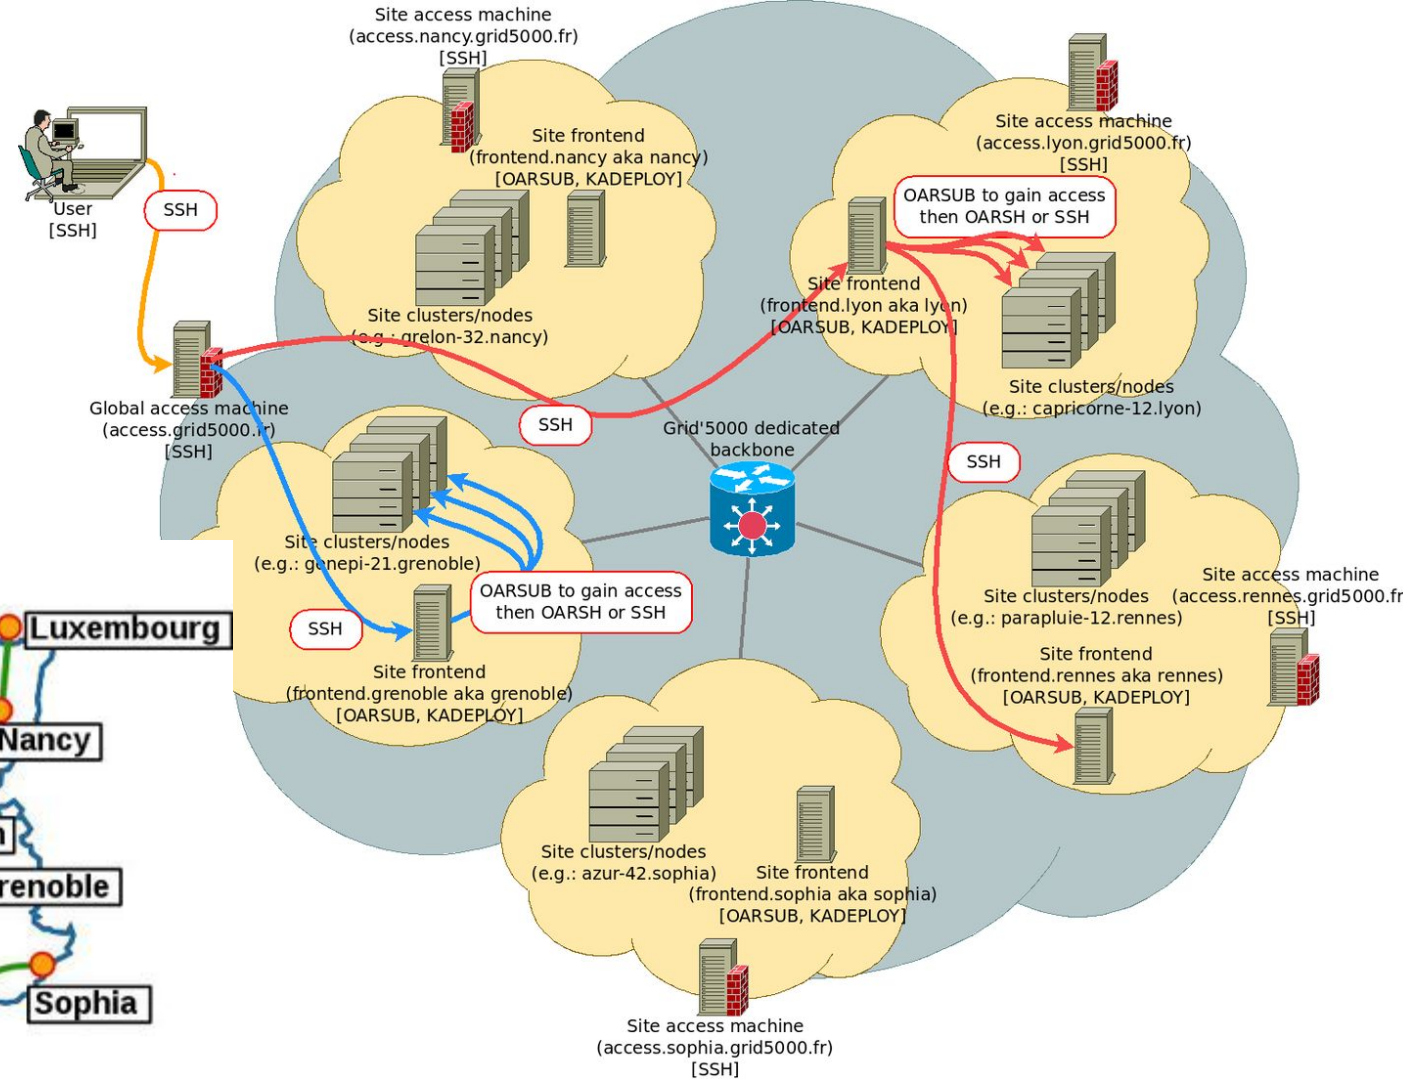 Site access machine
(access.nancy.grid5000.fr)
[SSH]
Site frontend
(frontend.nancy aka nancy)
[OARSUB, KADEPLOY]
Site clusters/nodes
(e.g.: grelon-32.nancy)
Site access machine
(access.lyon.grid5000.fr)
[SSH]
OARSUB to gain access
then OARSH or SSH
Site frontend
(frontend.lyon aka lyon)
[OARSUB, KADEPLOY]
Site clusters/nodes
(e.g.: capricorne-12.lyon)
User
[SSH]
SSH
Global access machine
(access.grid5000.fr)
[SSH]
SSH
Grid'5000 dedicated
backbone
SSH
Site clusters/nodes
(e.g.: genepi-21.grenoble)
OARSUB to gain access
then OARSH or SSH
SSH
Site frontend
(frontend.grenoble aka grenoble)
[OARSUB, KADEPLOY]
Site clusters/nodes
(e.g.: parapluie-12.rennes)
Site access machine
(access.rennes.grid5000.fr
[SSH]
Site frontend
(frontend.rennes aka rennes)
[OARSUB, KADEPLOY]
Site clusters/nodes
(e.g.: azur-42.sophia)
Site frontend
(frontend.sophia aka sophia)
[OARSUB, KADEPLOY]
Site access machine
(access.sophia.grid5000.fr)
[SSH]
Luxembourg
Nancy
renoble
Sophia